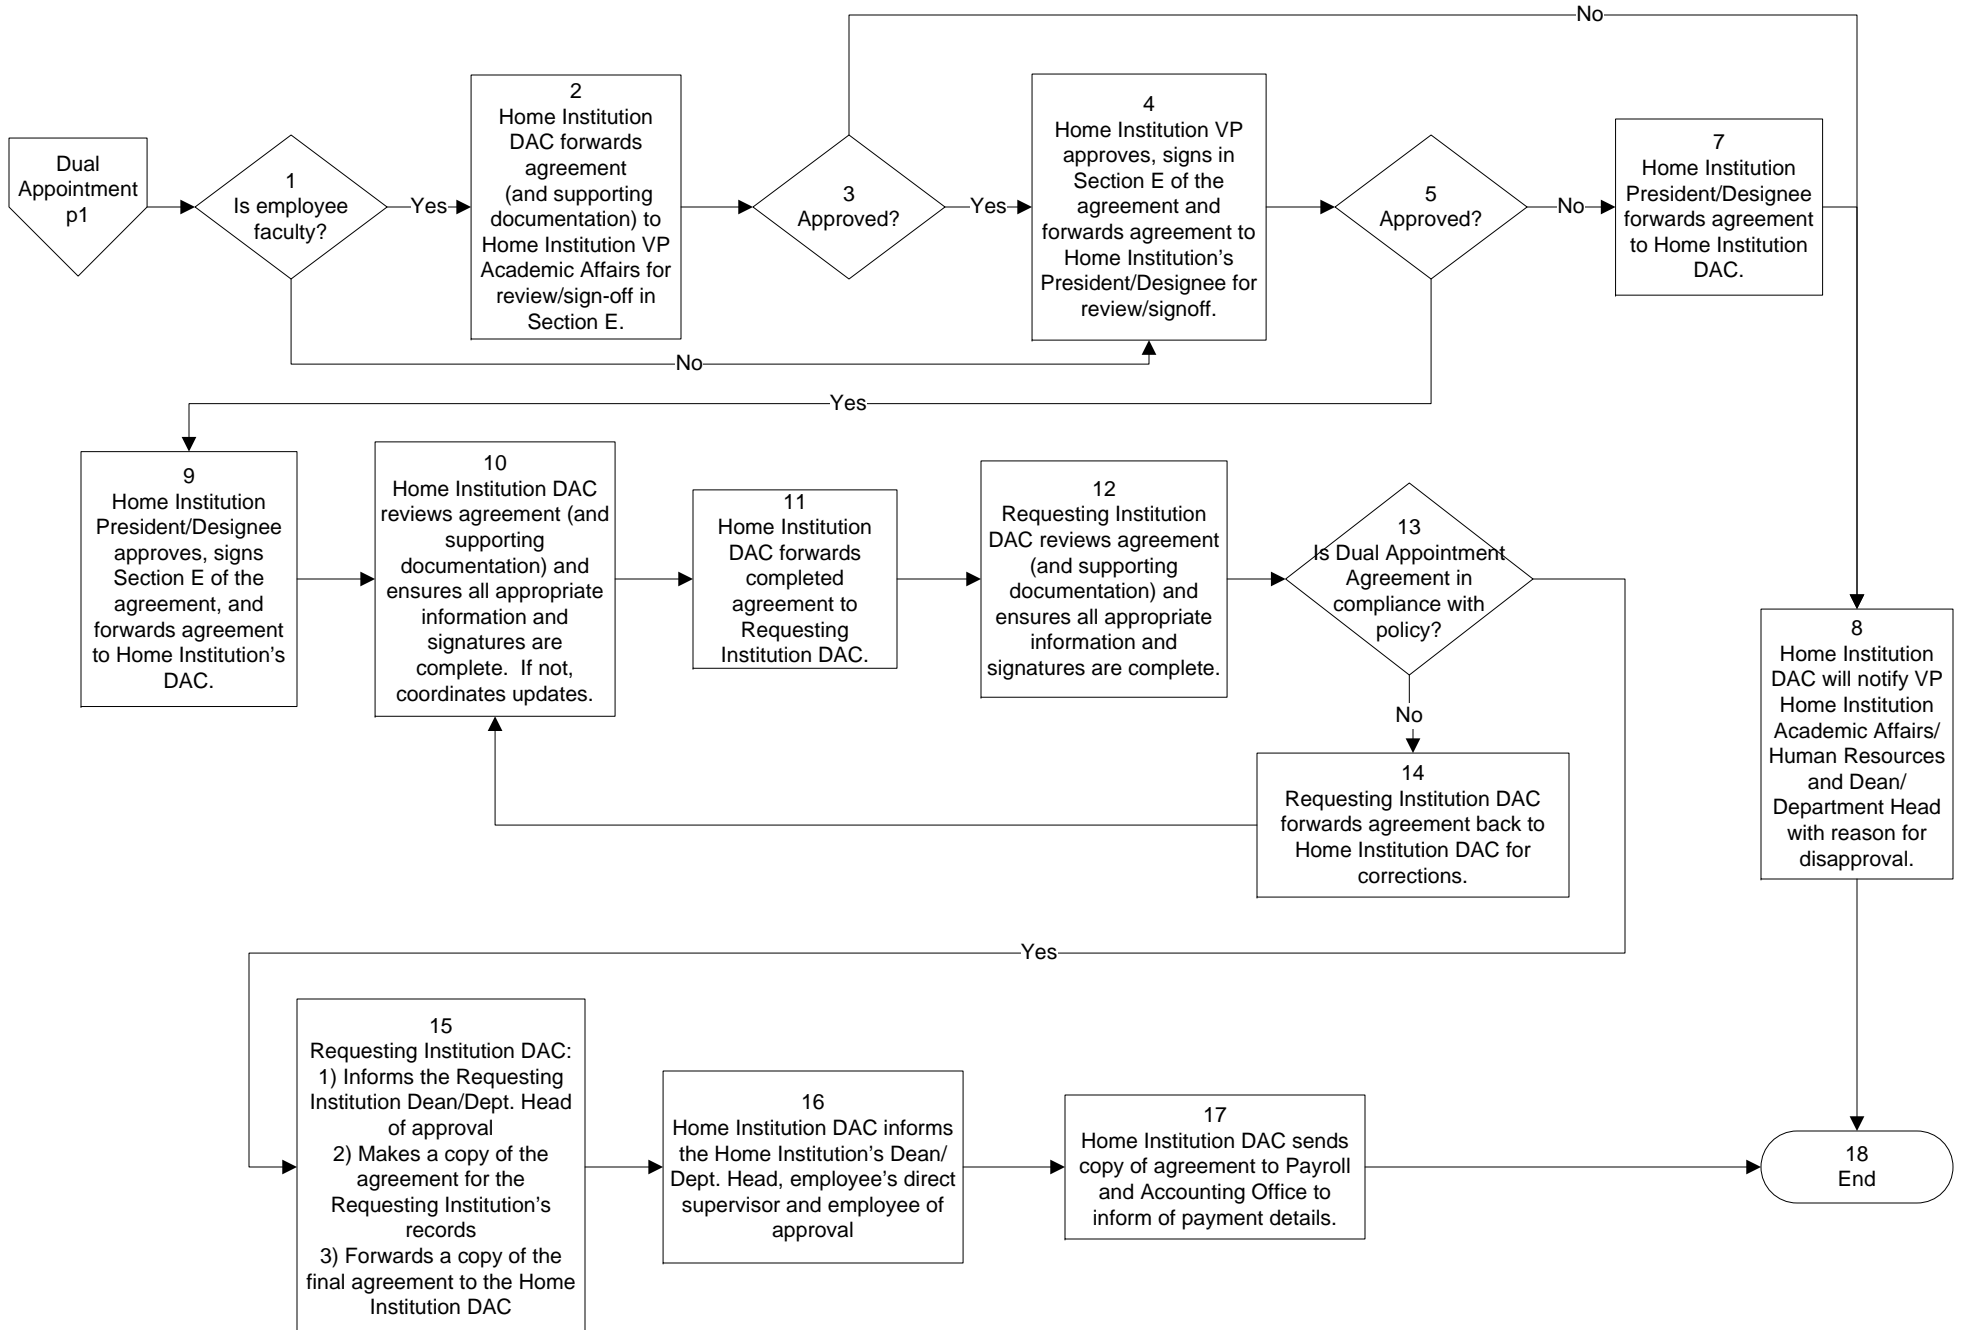 No
Dual
Appointment
p1
1
Is employee
faculty?
Yes
2
Home Institution
DAC forwards
agreement
(and supporting
documentation) to
Home Institution VP
Academic Affairs for
review/sign-off in
Section E.
3
Approved?
Yes
4
Home Institution VP
approves, signs in
Section E of the
agreement and
forwards agreement to
Home Institution’s
President/Designee for
review/signoff.
5
Approved?
No
7
Home Institution
President/Designee
forwards agreement
to Home Institution
DAC.
No
Yes
9
Home Institution
President/Designee
approves, signs
Section E of the
agreement, and
forwards agreement
to Home Institution’s
DAC.
10
Home Institution DAC
reviews agreement (and
supporting
documentation) and
ensures all appropriate
information and
signatures are
complete.  If not,
coordinates updates.
11
Home Institution
DAC forwards
completed
agreement to
Requesting
Institution DAC.
12
Requesting Institution
DAC reviews agreement
(and supporting
documentation) and
ensures all appropriate
information and
signatures are complete.
13
Is Dual Appointment
Agreement in
compliance with
policy?
No
14
Requesting Institution DAC
forwards agreement back to
Home Institution DAC for
corrections.
8
Home Institution
DAC will notify VP
Home Institution
Academic Affairs/
Human Resources
and Dean/
Department Head
with reason for
disapproval.
Yes
15
Requesting Institution DAC:
1) Informs the Requesting
Institution Dean/Dept. Head
of approval
2) Makes a copy of the
agreement for the
Requesting Institution’s
records
3) Forwards a copy of the
final agreement to the Home
Institution DAC
16
Home Institution DAC informs
the Home Institution’s Dean/
Dept. Head, employee’s direct
supervisor and employee of
approval
17
Home Institution DAC sends
copy of agreement to Payroll
and Accounting Office to
inform of payment details.
18
End